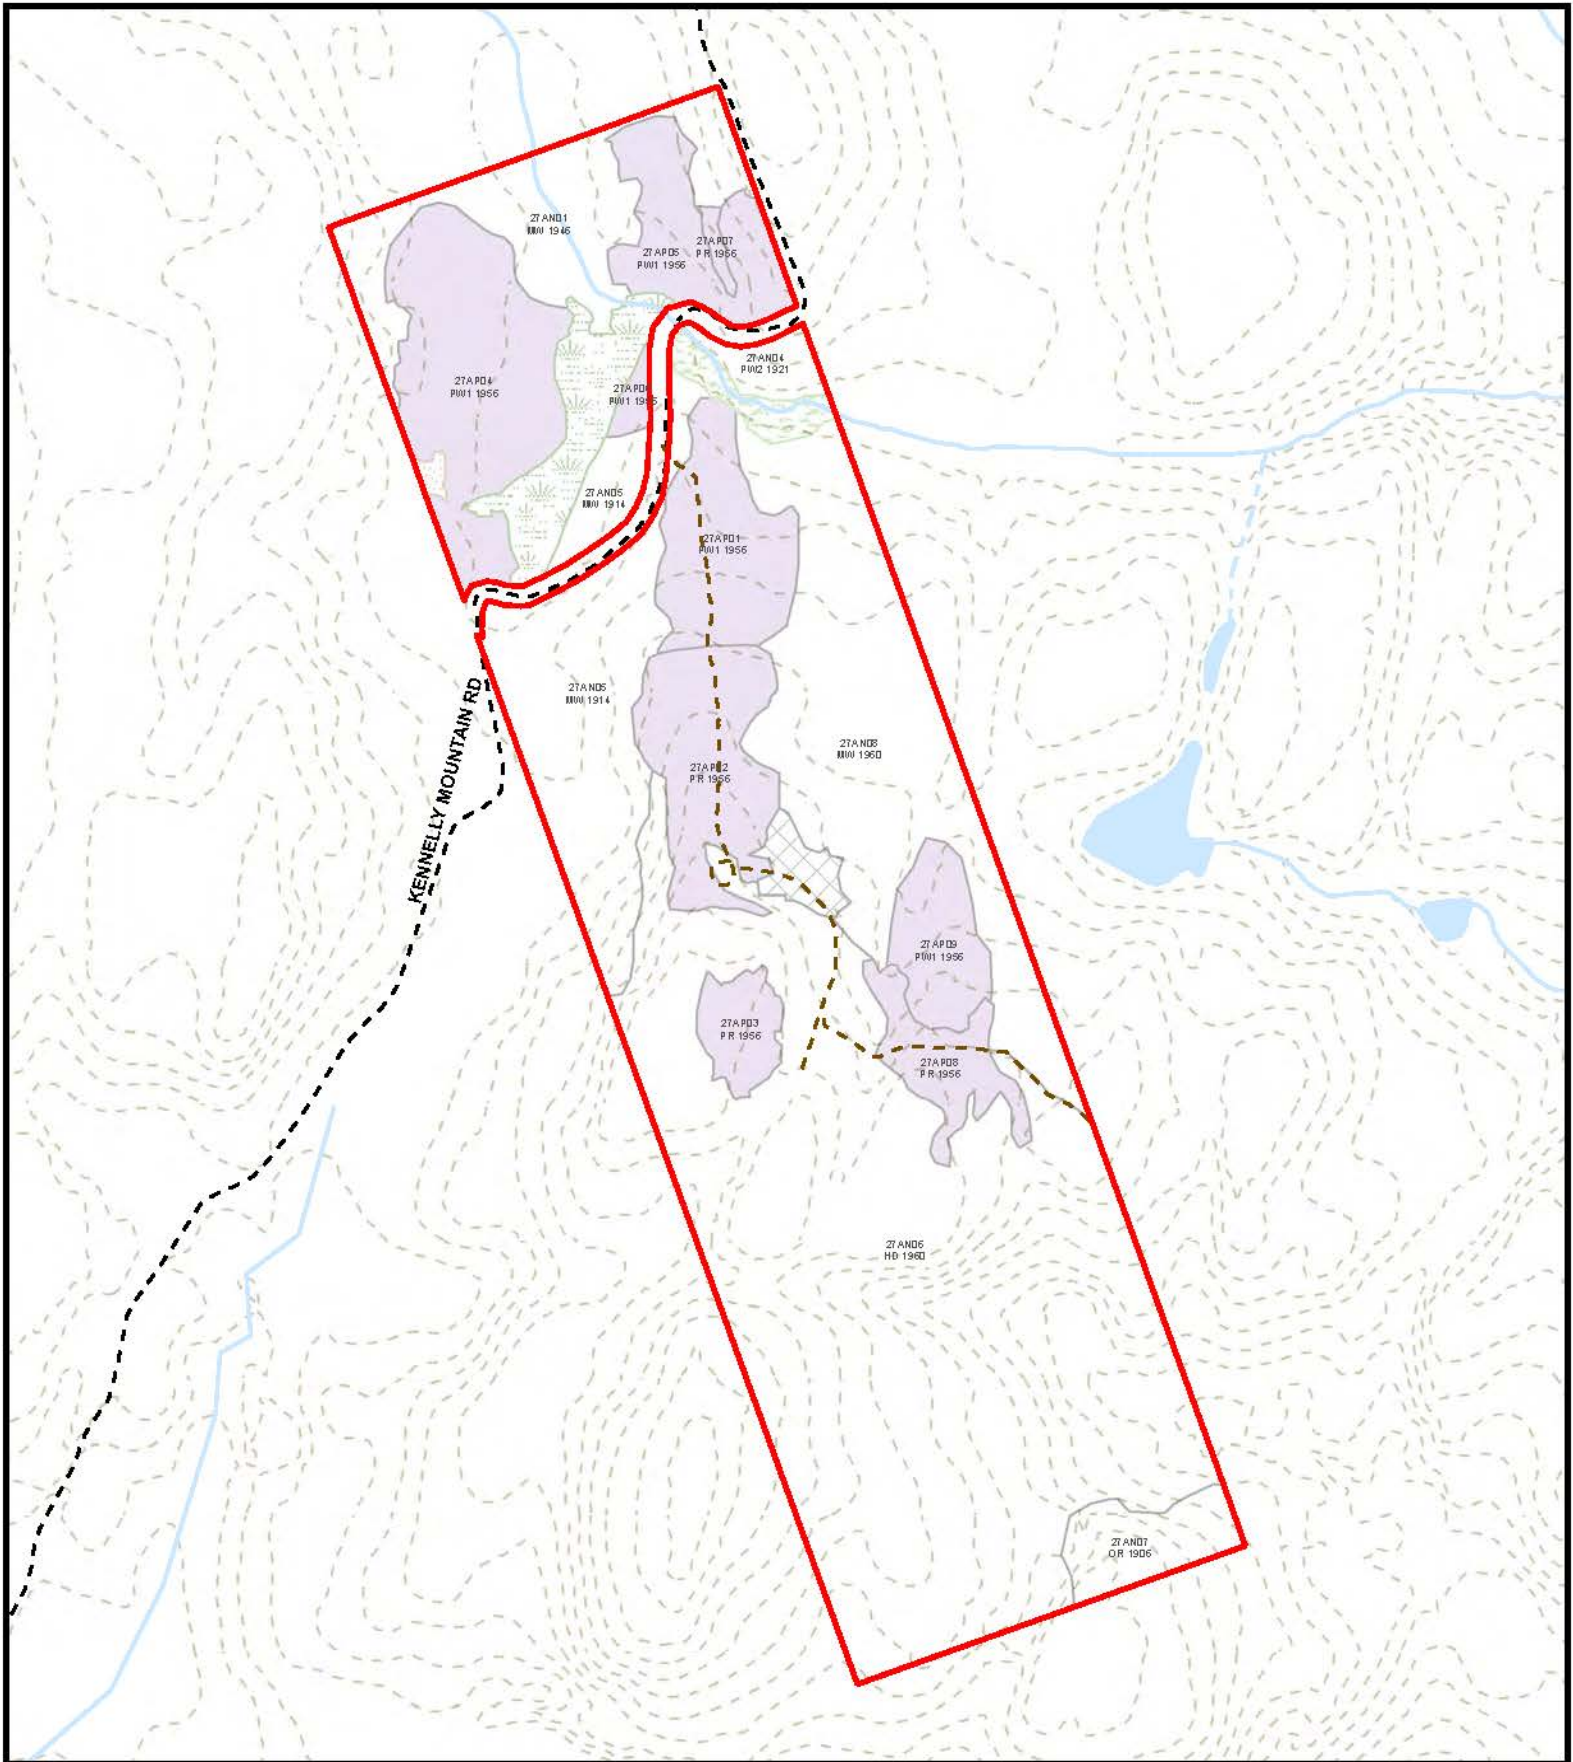 27AN01
MW 1946
27AP07
PR 1956
27AP05
PW1 1956
27AN04
PW2 1921
27AP04
PW1 1956
27AP06
PW1 1956
27AN05
MW 1914
27AP01
PW1 1956
27AN05
MW 1914
KENNELLY MOUNTAIN RD
27AN08
MW 1960
27AP02
PR 1956
27AP09
PW1 1956
27AP03
PR 1956
27AP08
PR 1956
27AN06
HD 1960
27AN07
OR 1906